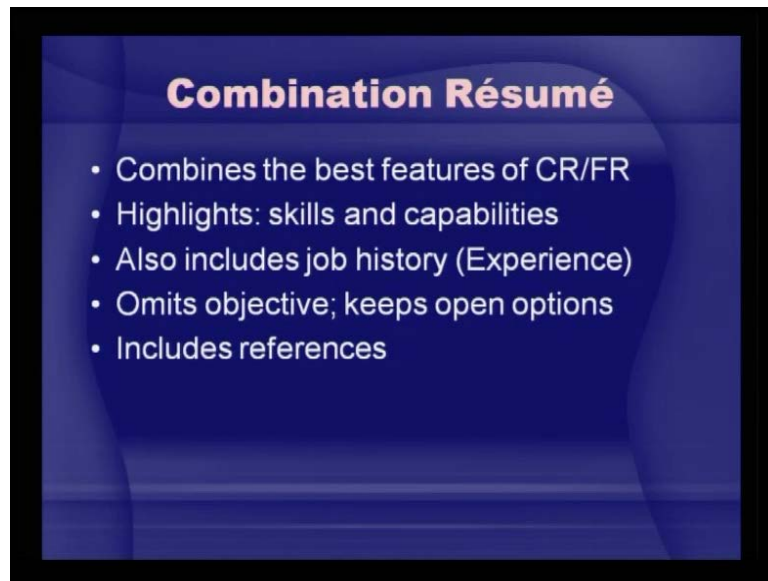 Combination Résumé
• Combines the best features of CR/FR
• Highlights: skills and capabilities
• Also includes job history (Experience)
• Omits objective; keeps open options
• Includes references